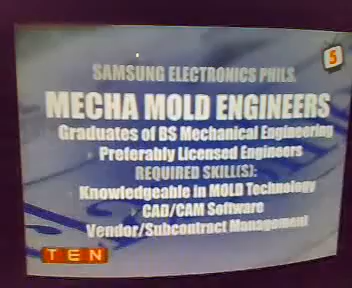 5
SAMSUNG ELECTRONICS PHILS.
MECHA MOLD ENGINEERS
Graduates of BS Mechanical Engineering
Preferably Licensed Engineers
REQUIRED SKILL(S):
Knowledgeable in MOLD Technology
CAD/CAM Software
Vendor/Subcontract Management
TEN